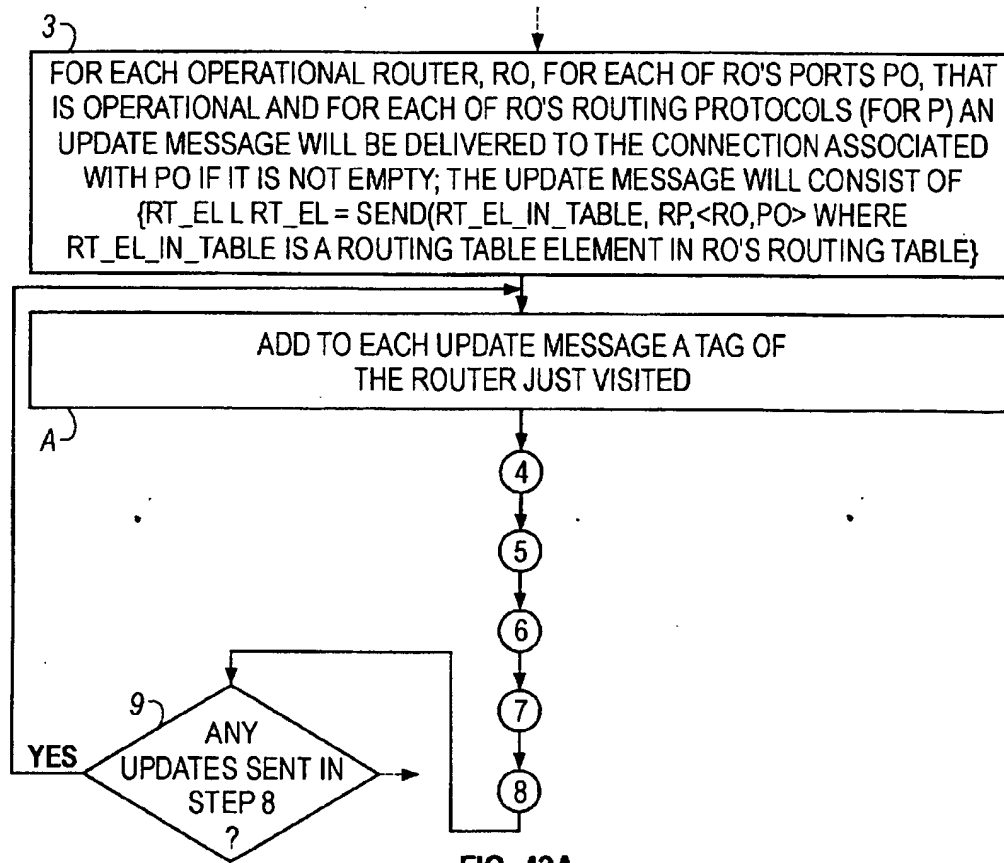 3
FOR EACH OPERATIONAL ROUTER, RO, FOR EACH OF RO'S PORTS PO, THAT
IS OPERATIONAL AND FOR EACH OF RO'S ROUTING PROTOCOLS (FOR P) AN
UPDATE MESSAGE WILL BE DELIVERED TO THE CONNECTION ASSOCIATED
WITH PO IF IT IS NOT EMPTY; THE UPDATE MESSAGE WILL CONSIST OF
{RT_EL L RT_EL = SEND(RT_EL_IN_TABLE, RP,<RO,PO> WHERE
RT_EL_IN_TABLE IS A ROUTING TABLE ELEMENT IN RO'S ROUTING TABLE}
ADD TO EACH UPDATE MESSAGE A TAG OF
THE ROUTER JUST VISITED
A
4
5
6
7
8
9
ANY
UPDATES SENT IN
STEP 8
?
YES
FIG. 42A